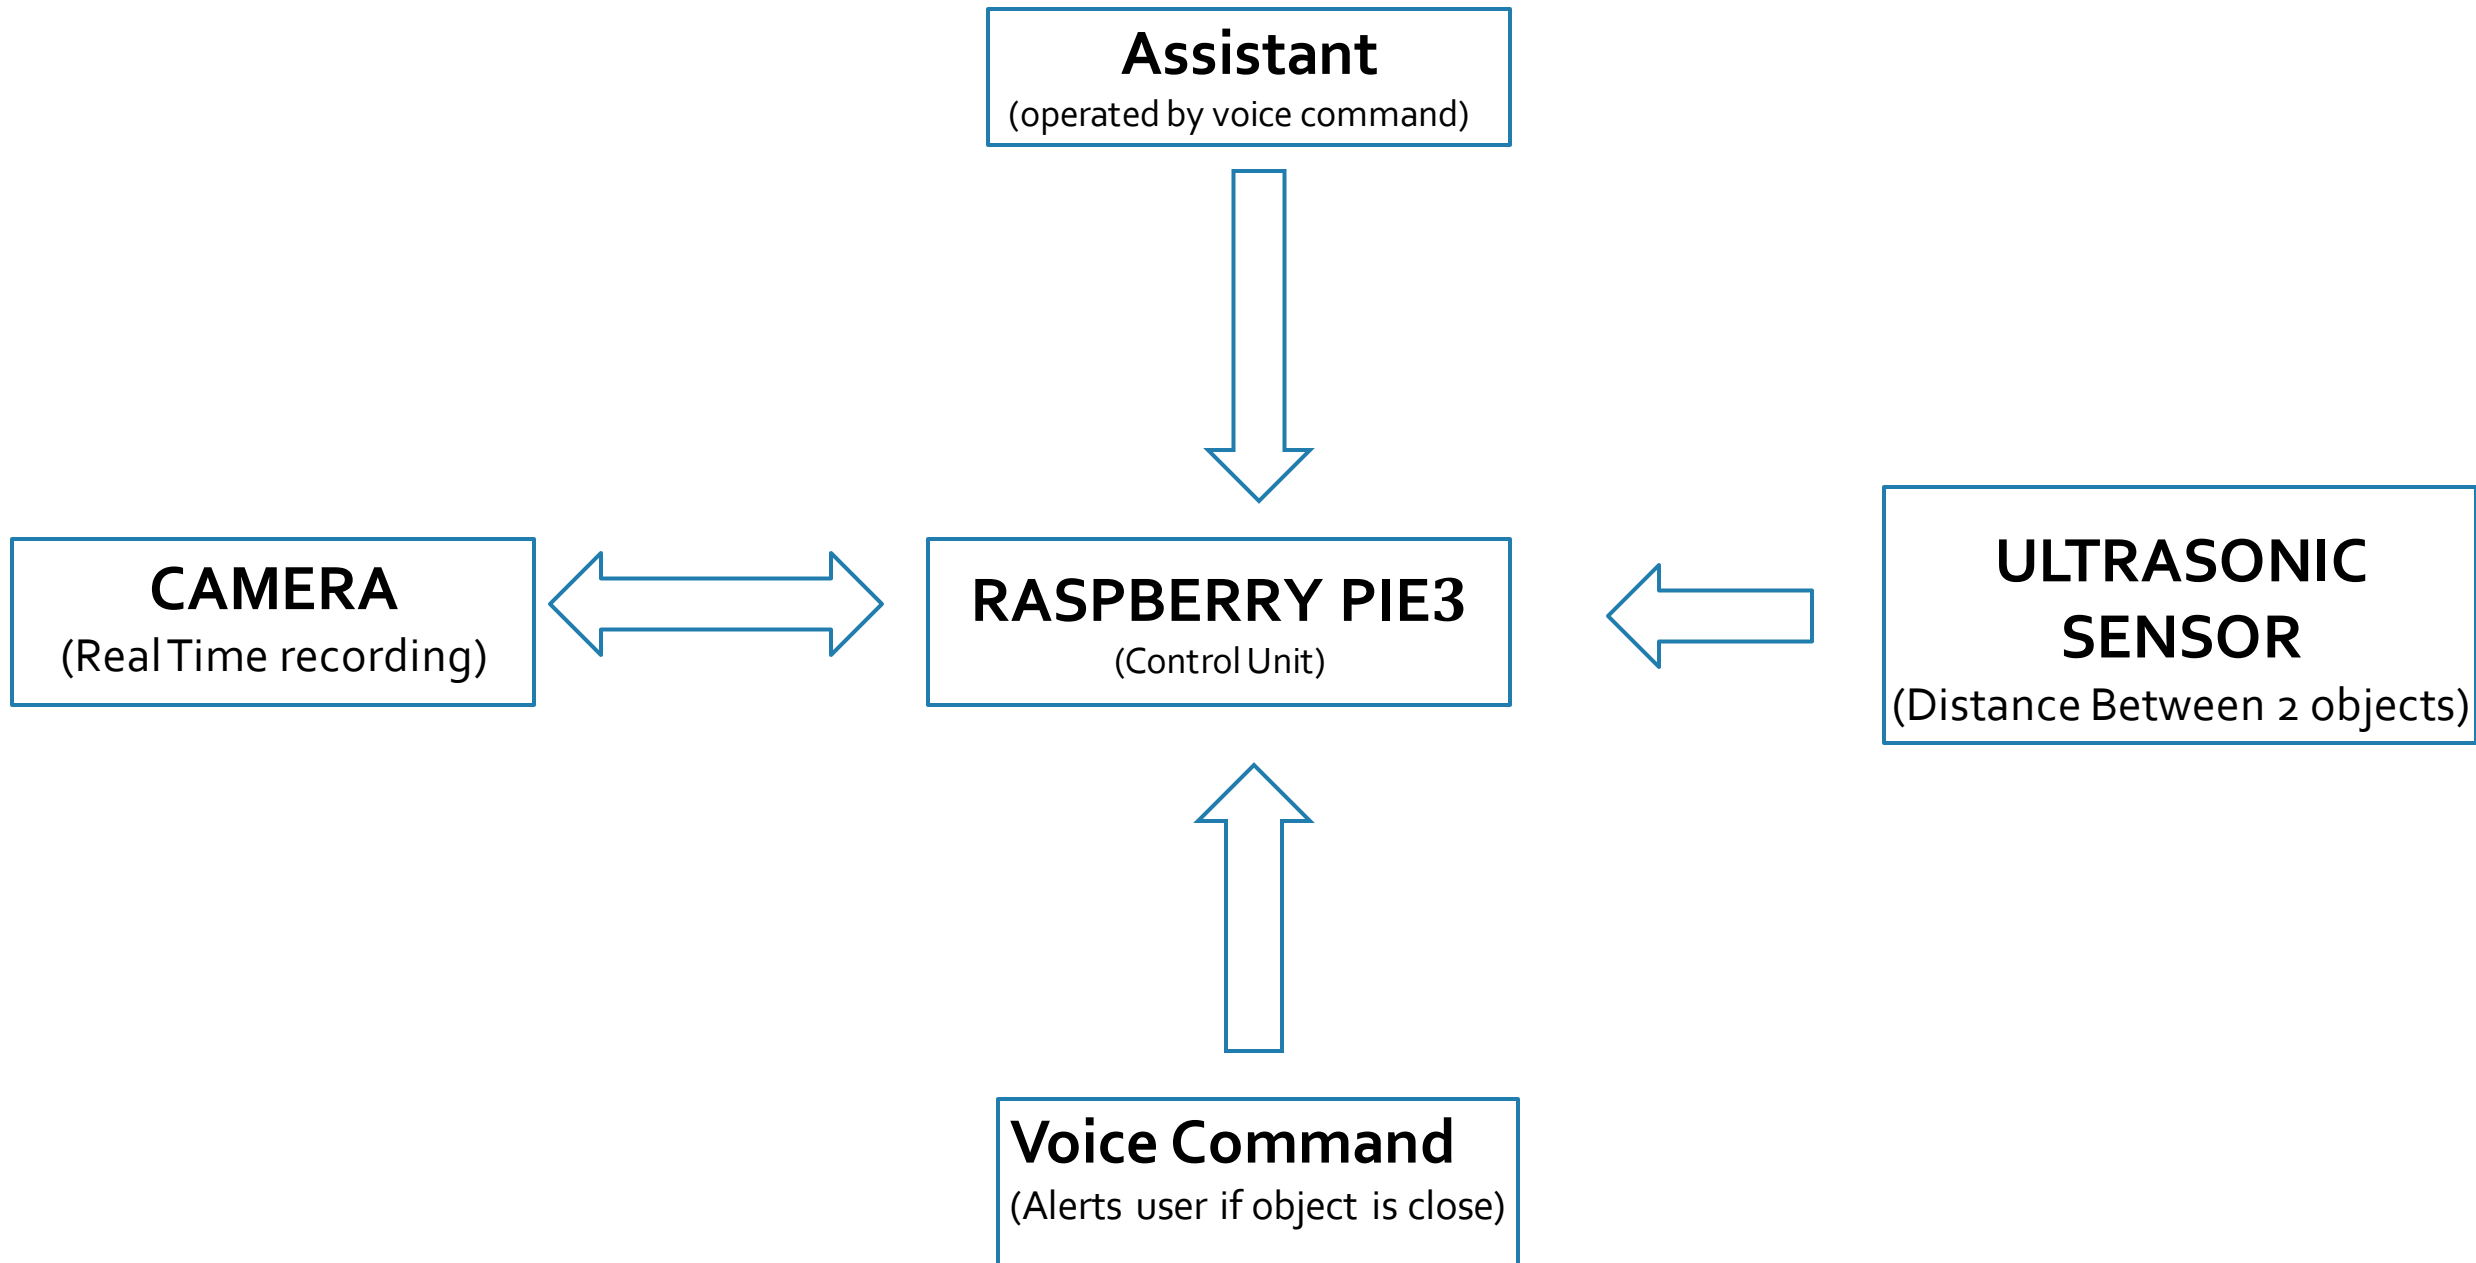 Assistant
(operated by voice command)
CAMERA
(Real Time recording)
RASPBERRY PIE3
(Control Unit)
ULTRASONIC
SENSOR
(Distance Between 2 objects)
Voice Command
(Alerts user if object is close)